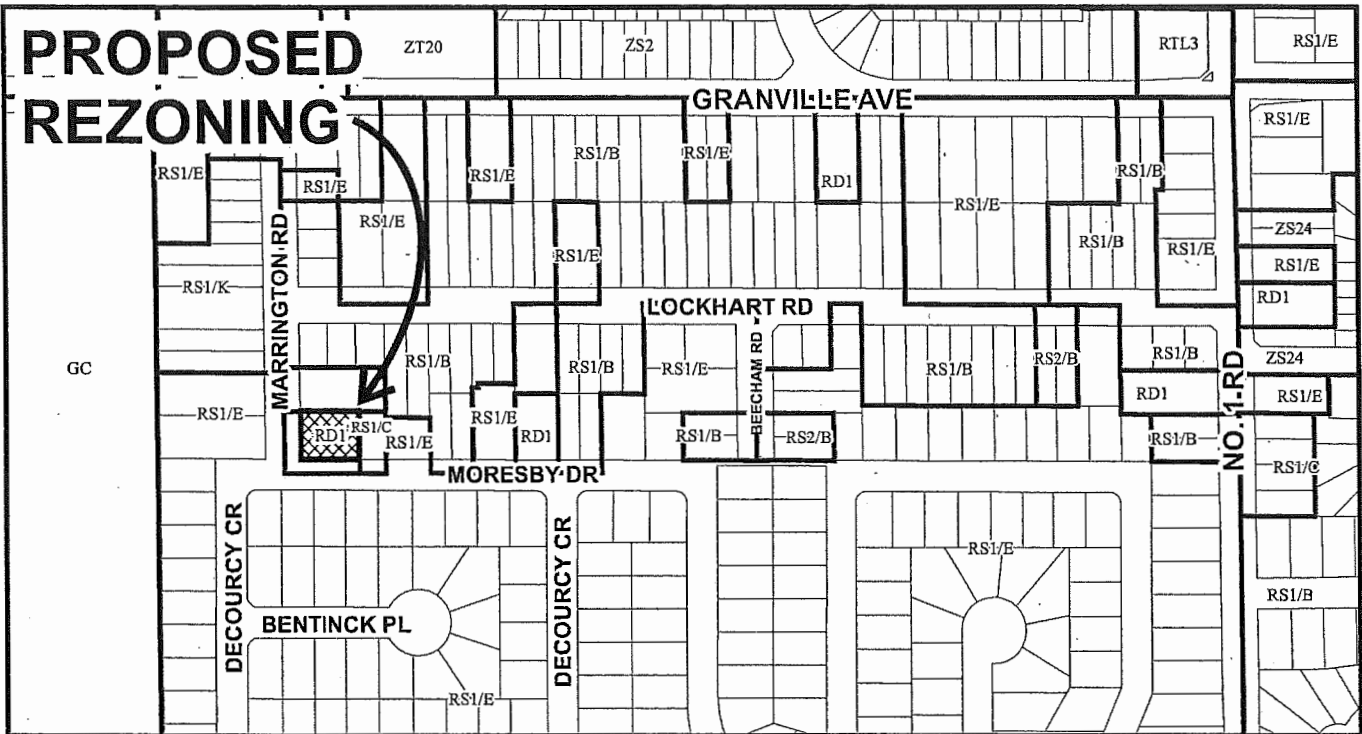 PROPOSED
REZONING
ZT20
ZS2
RTL3
RS1/E
GRANVILLE AVE
RS1/E
RS1/E
RS1/E
RS1/E
RS1/B
RS1/E
RD1
RS1/E
RS1/B
RS1/E
RS1/E
RS1/B
RS1/E
ZS24
RS1/E
RD1
RS1/K
MARRINGTON RD
LOCKHART RD
GC
RS1/B
RS1/B
RS1/E
BEECHAM RD
RS1/B
RS2/B
RS1/B
ZS24
NO. 1 RD
RS1/E
RD1
RS1/C
RS1/E
RS1/E
RD1
RS1/B
RS2/B
RD1
RS1/B
RS1/E
RS1/C
MORESBY DR
DECOURCY CR
DECOURCY CR
BENTINCK PL
RS1/E
RS1/E
RS1/B